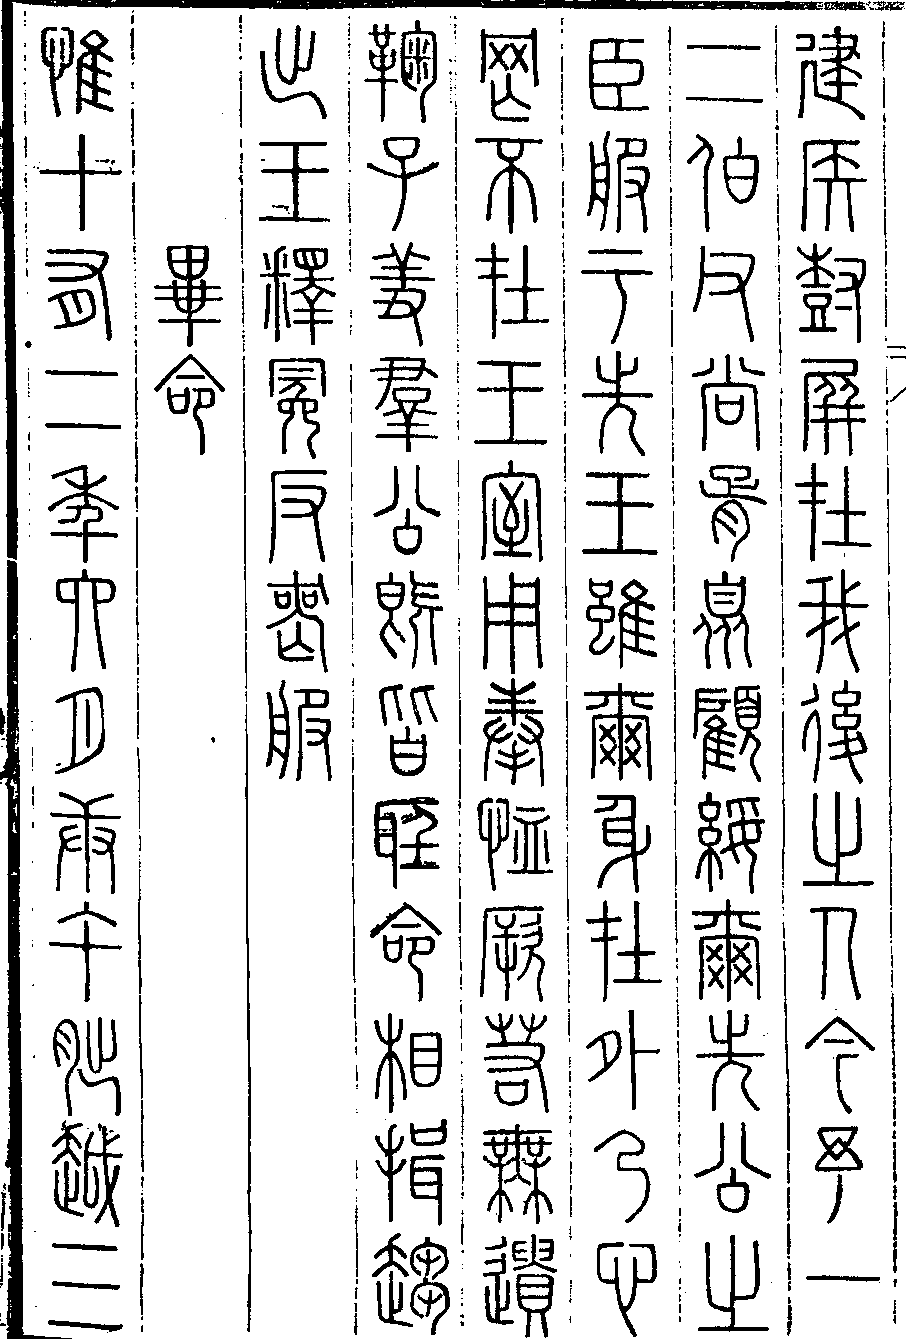 建侯尌屏在我後之人今予一
二伯父尚胥暨顧綏爾先公之
臣服于先王雖爾身在外乃心
罔不在王室用奉恤厥若無遺
鞠子羞羣公既皆聽命相揖趨
出王釋冕反喪服
畢命
惟十有二年六月庚午朏越三